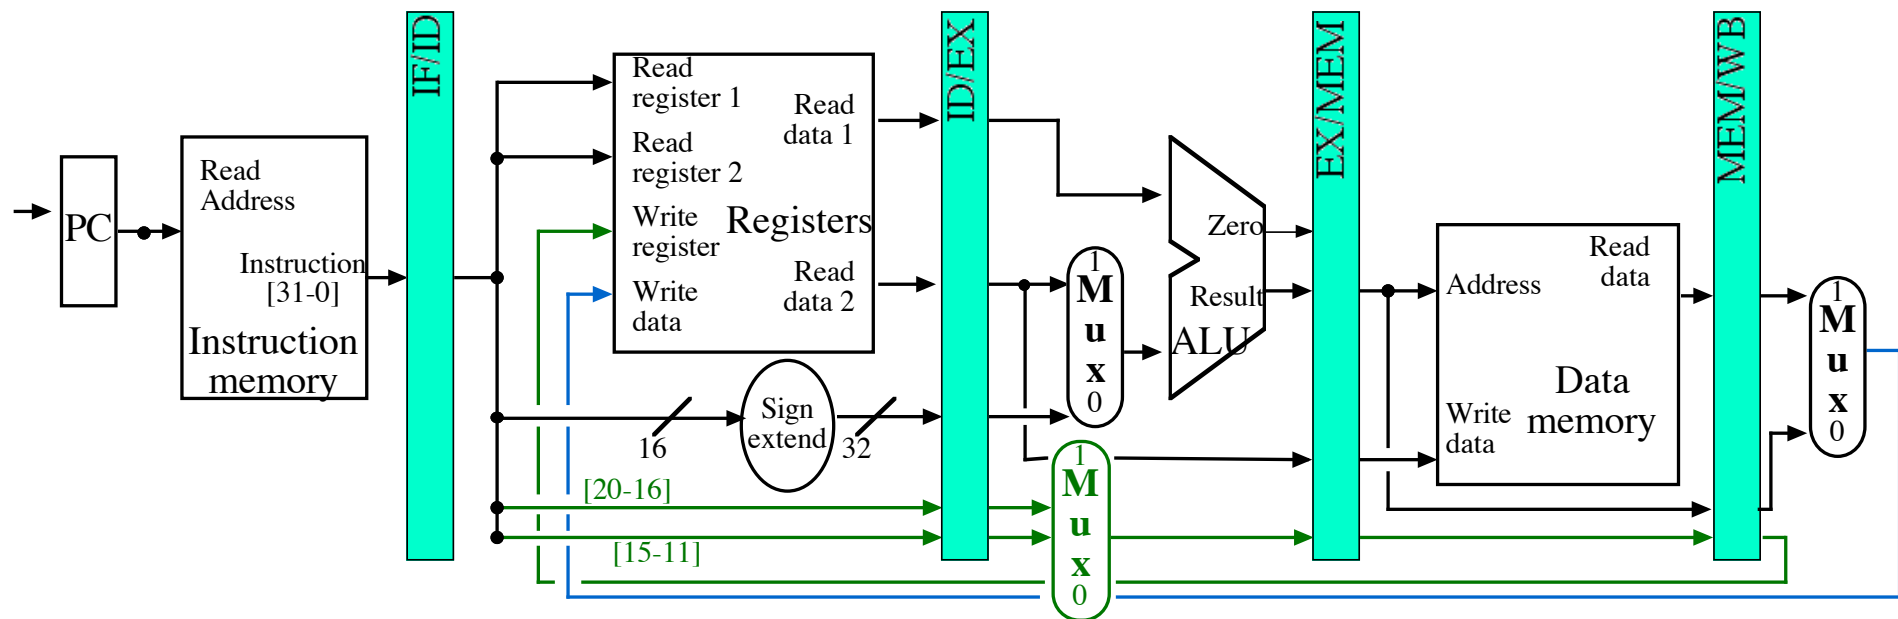 PC
Read
Address
Instruction
[31-0]
Instruction
memory
IF/ID
Read
register 1
Read
register 2
Write
register
Write
data
Registers
Read
data 1
Read
data 2
Sign
extend
16
32
[20-16]
[15-11]
ID/EX
1
M
u
x
0
1
M
u
x
0
Zero
Result
ALU
EX/MEM
Address
Write
data
Read
data
Data
memory
MEM/WB
1
M
u
x
0